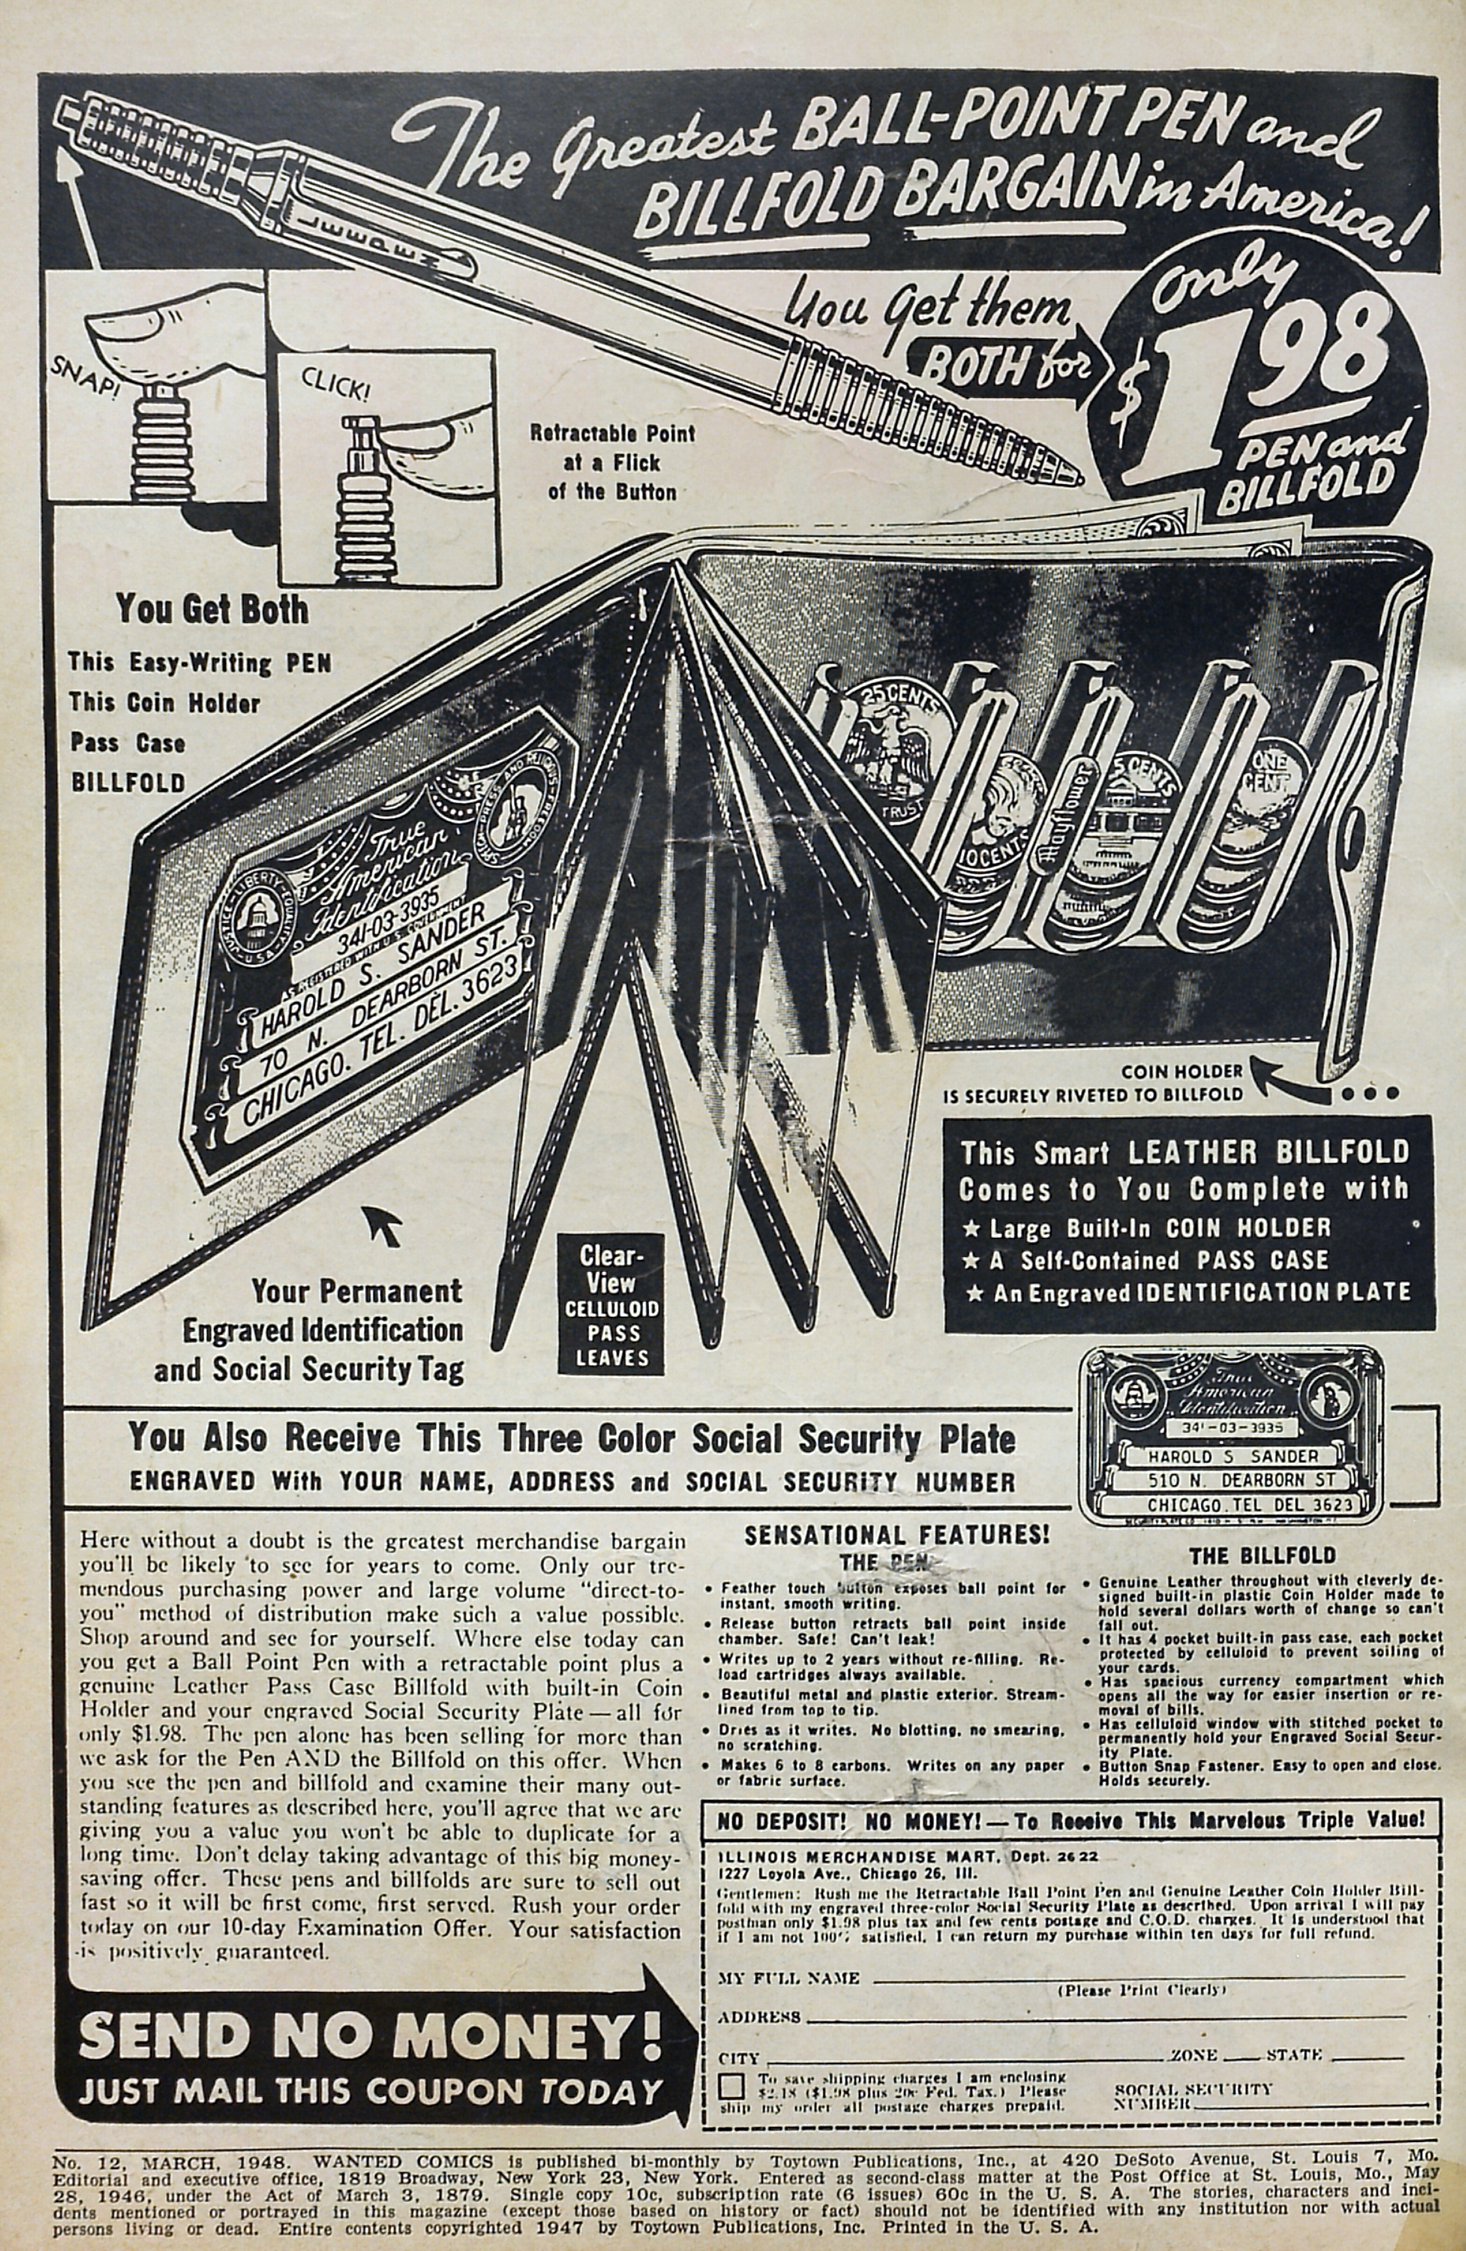 The Greatest BALL-POINT PEN and
BILLFOLD BARGAIN in America!
JEEPEN
You get them
BOTH for
only
$1.98
PEN and
BILLFOLD
SNAP!
CLICK!
Retractable Point
at a Flick
of the Button
You Get Both
This Easy-Writing PEN
This Coin Holder
Pass Case
BILLFOLD
JUSTICE · LIBERTY · EQUALITY
· U S A ·
SPEECH PRESS AND RELIGIOUS FREEDOM
True
American
Identification
341-03-3935
AS REGISTERED WITH U.S. GOVERNMENT
HAROLD S. SANDER
70 N. DEARBORN ST.
CHICAGO. TEL. DEL. 3623
25 CENTS
TRUST
10 CENTS
5 CENTS
ONE
CENT
COIN HOLDER
IS SECURELY RIVETED TO BILLFOLD
This Smart LEATHER BILLFOLD
Comes to You Complete with
★ Large Built-In COIN HOLDER
★ A Self-Contained PASS CASE
★ An Engraved IDENTIFICATION PLATE
Clear-
View
CELLULOID
PASS
LEAVES
Your Permanent
Engraved Identification
and Social Security Tag
You Also Receive This Three Color Social Security Plate
ENGRAVED With YOUR NAME, ADDRESS and SOCIAL SECURITY NUMBER
True
American
Identification
341-03-3935
HAROLD S SANDER
510 N. DEARBORN ST
CHICAGO. TEL DEL 3623
Here without a doubt is the greatest merchandise bargain
you'll be likely to see for years to come. Only our tre-
mendous purchasing power and large volume "direct-to-
you" method of distribution make such a value possible.
Shop around and see for yourself. Where else today can
you get a Ball Point Pen with a retractable point plus a
genuine Leather Pass Case Billfold with built-in Coin
Holder and your engraved Social Security Plate — all for
only $1.98. The pen alone has been selling for more than
we ask for the Pen AND the Billfold on this offer. When
you see the pen and billfold and examine their many out-
standing features as described here, you'll agree that we are
giving you a value you won't be able to duplicate for a
long time. Don't delay taking advantage of this big money-
saving offer. These pens and billfolds are sure to sell out
fast so it will be first come, first served. Rush your order
today on our 10-day Examination Offer. Your satisfaction
is positively guaranteed.
SENSATIONAL FEATURES!
THE PEN
• Feather touch button exposes ball point for
instant, smooth writing.
• Release button retracts ball point inside
chamber. Safe! Can't leak!
• Writes up to 2 years without re-filling. Re-
load cartridges always available.
• Beautiful metal and plastic exterior. Stream-
lined from top to tip.
• Dries as it writes. No blotting, no smearing,
no scratching.
• Makes 6 to 8 carbons. Writes on any paper
or fabric surface.
THE BILLFOLD
• Genuine Leather throughout with cleverly de-
signed built-in plastic Coin Holder made to
hold several dollars worth of change so can't
fall out.
• It has 4 pocket built-in pass case, each pocket
protected by celluloid to prevent soiling of
your cards.
• Has spacious currency compartment which
opens all the way for easier insertion or re-
moval of bills.
• Has celluloid window with stitched pocket to
permanently hold your Engraved Social Secur-
ity Plate.
• Button Snap Fastener. Easy to open and close.
Holds securely.
NO DEPOSIT! NO MONEY! — To Receive This Marvelous Triple Value!
ILLINOIS MERCHANDISE MART, Dept. 2622
1227 Loyola Ave., Chicago 26, Ill.
Gentlemen: Rush me the Retractable Ball Point Pen and Genuine Leather Coin Holder Bill-
fold with my engraved three-color Social Security Plate as described. Upon arrival I will pay
postman only $1.98 plus tax and few cents postage and C.O.D. charges. It is understood that
if I am not 100% satisfied, I can return my purchase within ten days for full refund.
MY FULL NAME
(Please Print Clearly)
ADDRESS
CITY ZONE STATE
To save shipping charges I am enclosing
$2.18 ($1.98 plus 20c Fed. Tax.) Please
ship my order all postage charges prepaid.
SOCIAL SECURITY
NUMBER
SEND NO MONEY!
JUST MAIL THIS COUPON TODAY
No. 12, MARCH, 1948. WANTED COMICS is published bi-monthly by Toytown Publications, Inc., at 420 DeSoto Avenue, St. Louis 7, Mo.
Editorial and executive office, 1819 Broadway, New York 23, New York. Entered as second-class matter at the Post Office at St. Louis, Mo., May
28, 1946, under the Act of March 3, 1879. Single copy 10c, subscription rate (6 issues) 60c in the U. S. A. The stories, characters and inci-
dents mentioned or portrayed in this magazine (except those based on history or fact) should not be identified with any institution nor with actual
persons living or dead. Entire contents copyrighted 1947 by Toytown Publications, Inc. Printed in the U. S. A.